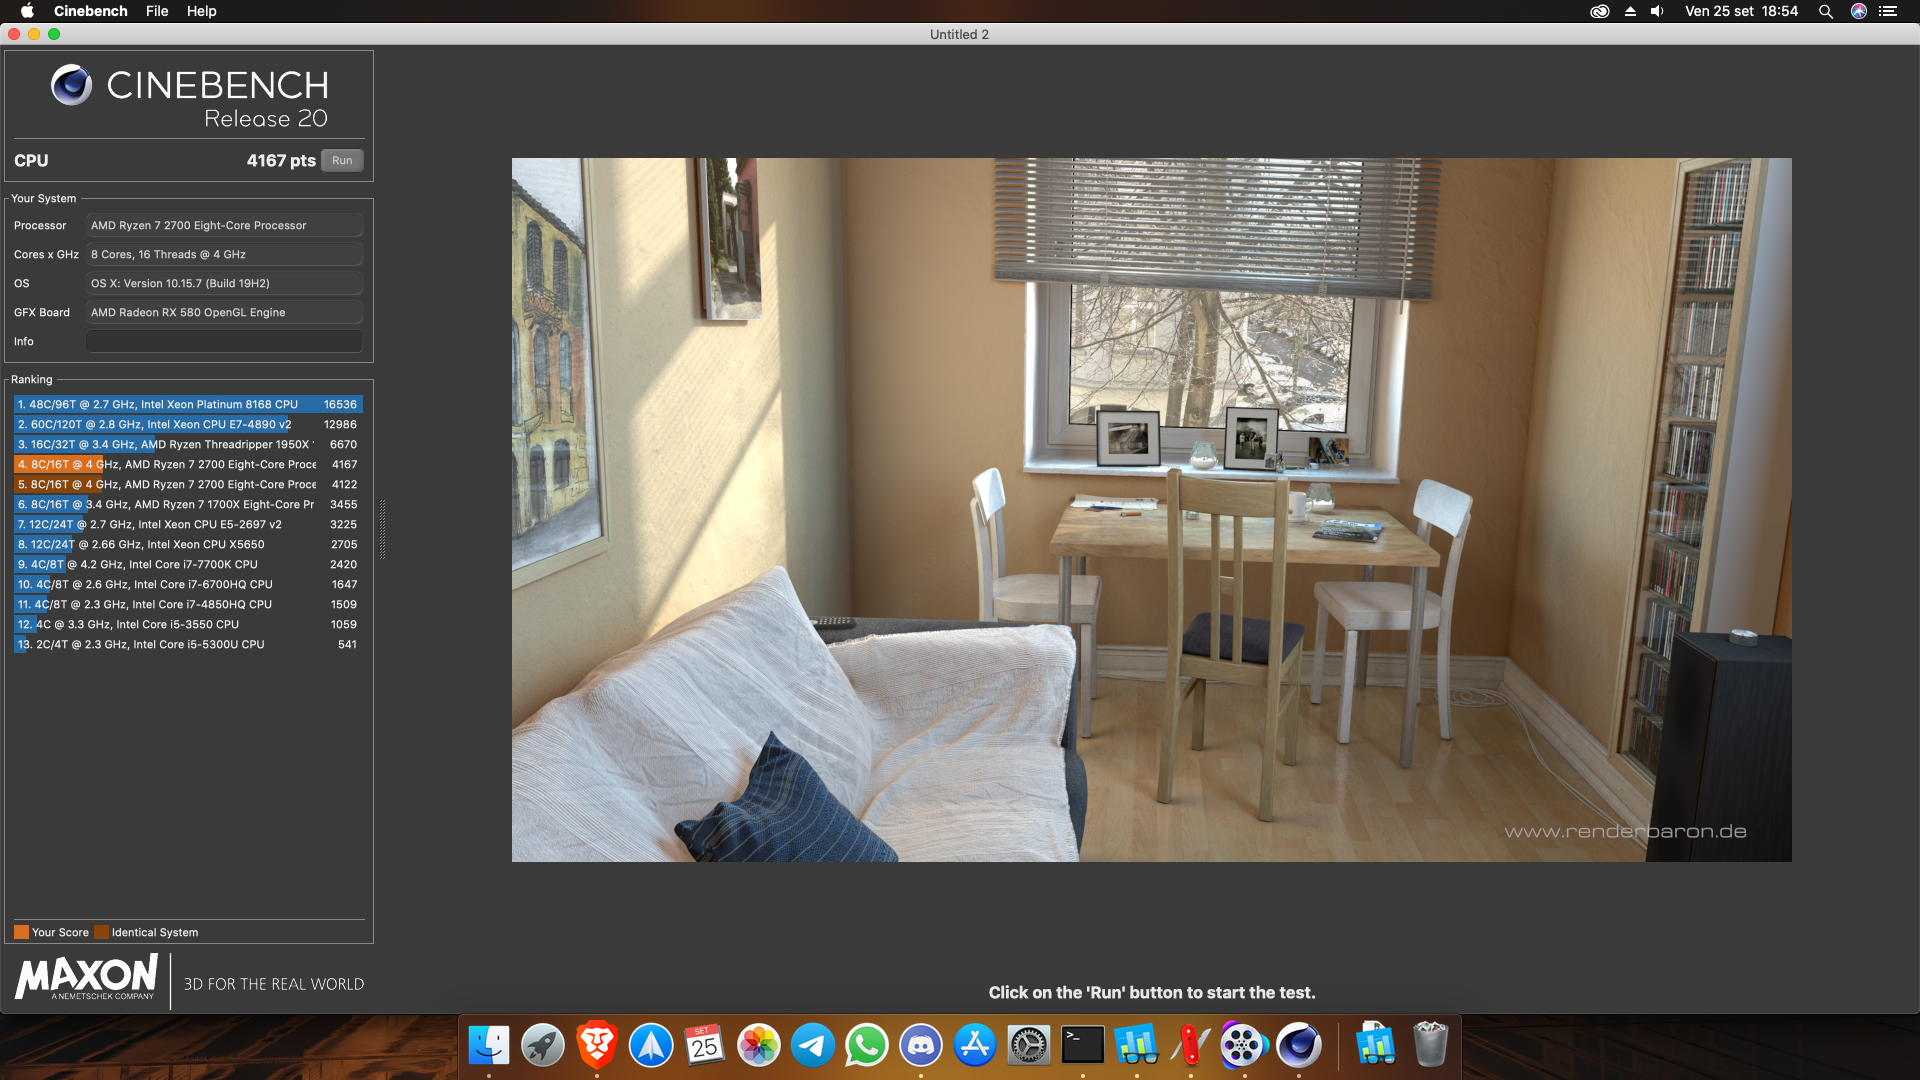 Cinebench File Help
Ven 25 set 18:54
Untitled 2
CINEBENCH
Release 20
CPU 4167 pts Run
Your System
Processor AMD Ryzen 7 2700 Eight-Core Processor
Cores x GHz 8 Cores, 16 Threads @ 4 GHz
OS OS X: Version 10.15.7 (Build 19H2)
GFX Board AMD Radeon RX 580 OpenGL Engine
Info
Ranking
1. 48C/96T @ 2.7 GHz, Intel Xeon Platinum 8168 CPU 16536
2. 60C/120T @ 2.8 GHz, Intel Xeon CPU E7-4890 v2 12986
3. 16C/32T @ 3.4 GHz, AMD Ryzen Threadripper 1950X 6670
4. 8C/16T @ 4 GHz, AMD Ryzen 7 2700 Eight-Core Proce 4167
5. 8C/16T @ 4 GHz, AMD Ryzen 7 2700 Eight-Core Proce 4122
6. 8C/16T @ 3.4 GHz, AMD Ryzen 7 1700X Eight-Core Pr 3455
7. 12C/24T @ 2.7 GHz, Intel Xeon CPU E5-2697 v2 3225
8. 12C/24T @ 2.66 GHz, Intel Xeon CPU X5650 2705
9. 4C/8T @ 4.2 GHz, Intel Core i7-7700K CPU 2420
10. 4C/8T @ 2.6 GHz, Intel Core i7-6700HQ CPU 1647
11. 4C/8T @ 2.3 GHz, Intel Core i7-4850HQ CPU 1509
12. 4C @ 3.3 GHz, Intel Core i5-3550 CPU 1059
13. 2C/4T @ 2.3 GHz, Intel Core i5-5300U CPU 541
Your Score Identical System
MAXON
A NEMETSCHEK COMPANY
3D FOR THE REAL WORLD
www.renderbaron.de
Click on the 'Run' button to start the test.
SET
25
>_